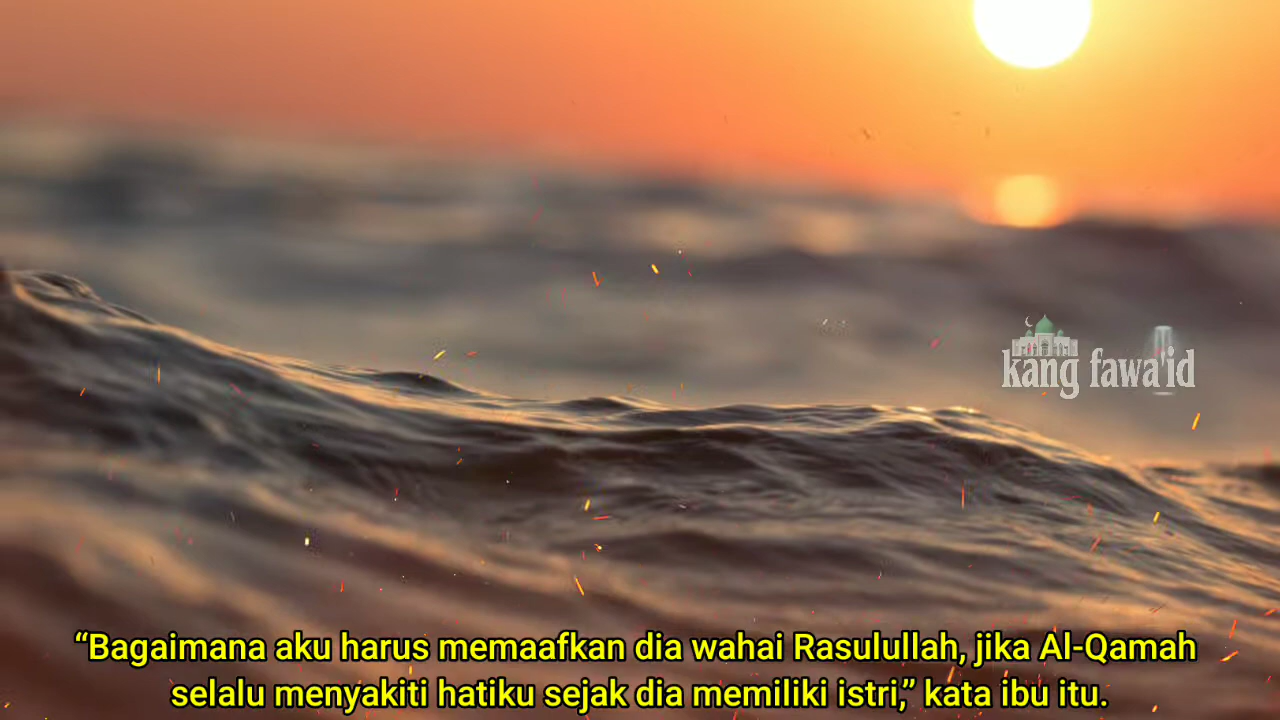 kang fawa'id
“Bagaimana aku harus memaafkan dia wahai Rasulullah, jika Al-Qamah
selalu menyakiti hatiku sejak dia memiliki istri,” kata ibu itu.